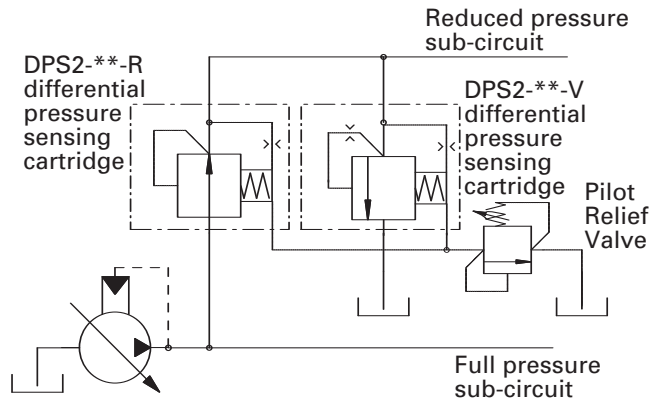 Reduced pressure
sub-circuit
DPS2-**-R
differential
pressure
sensing
cartridge
DPS2-**-V
differential
pressure
sensing
cartridge
Pilot
Relief
Valve
Full pressure
sub-circuit